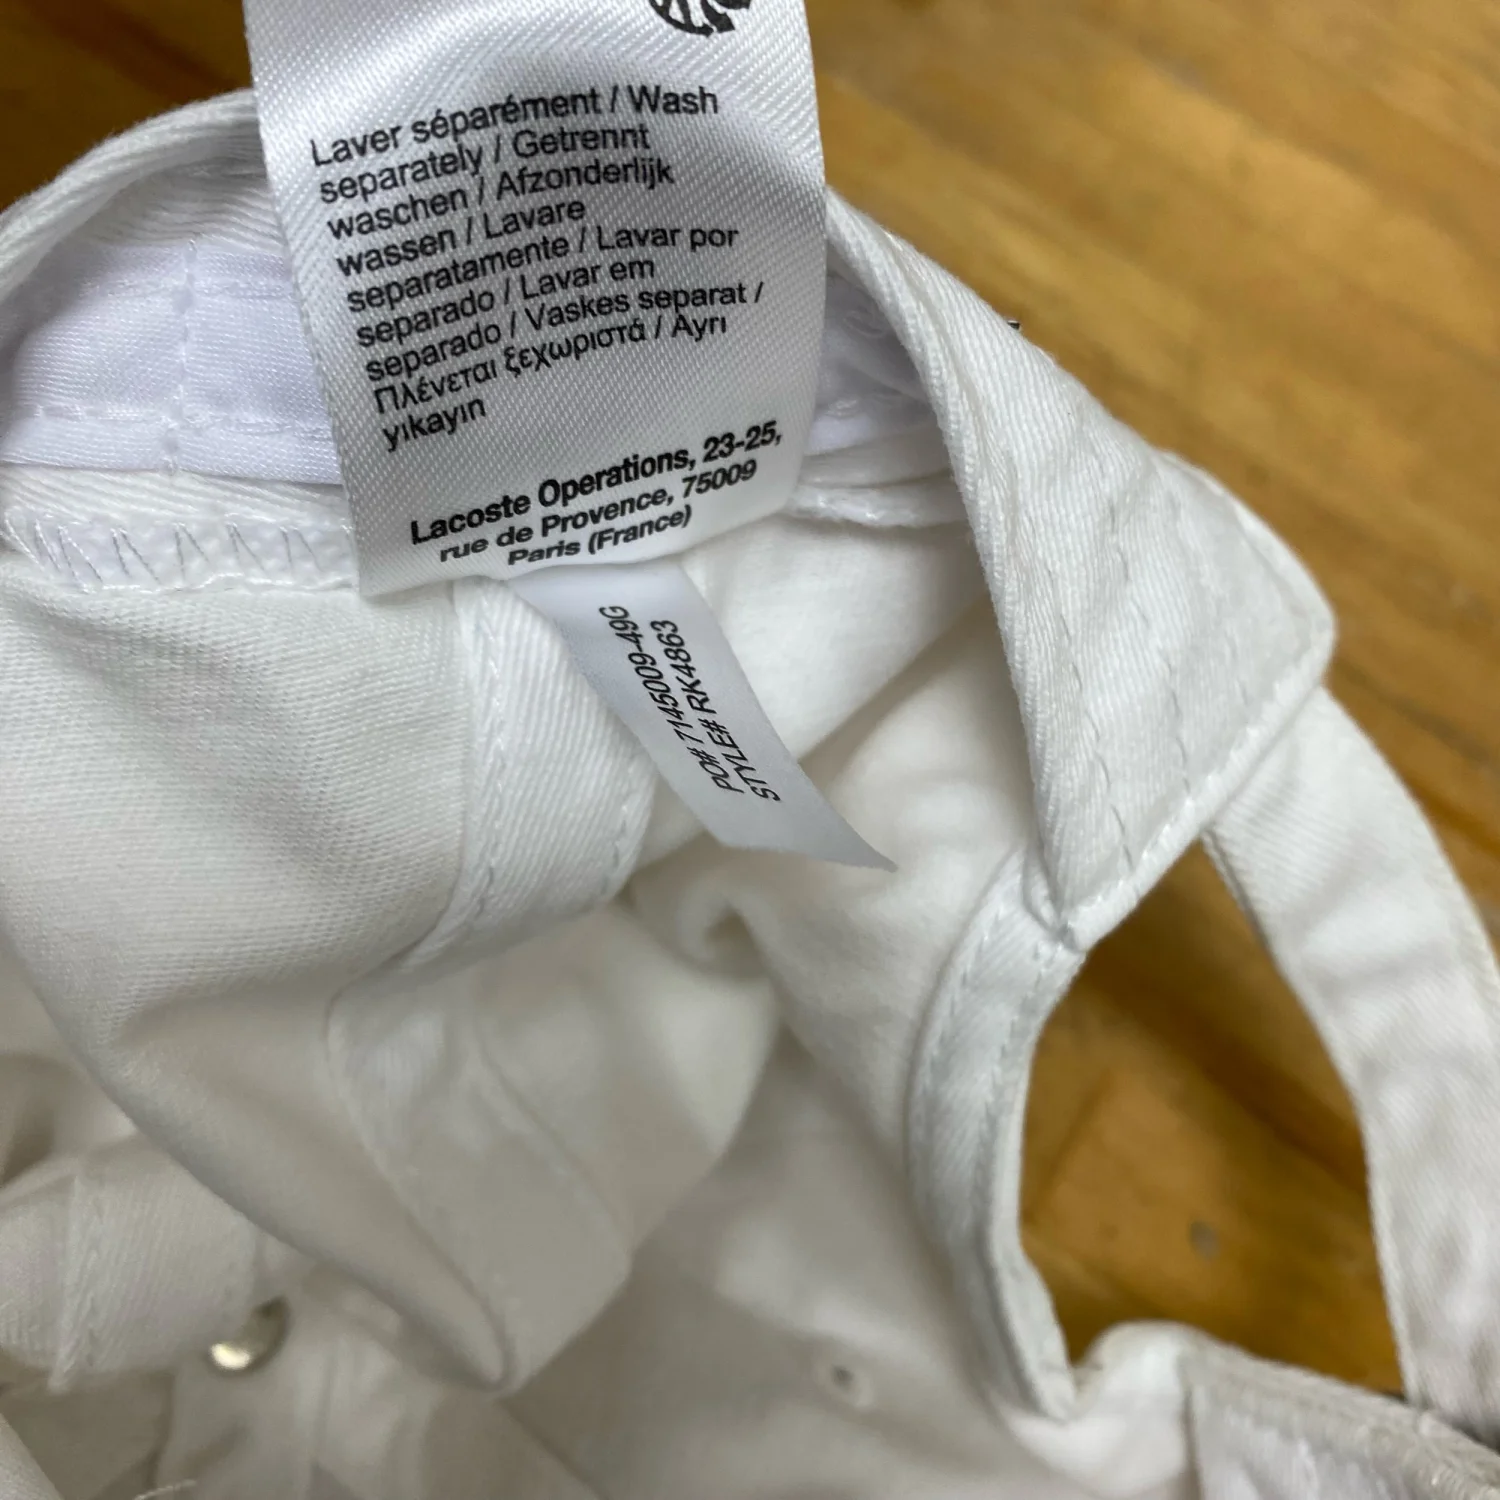 Laver séparément / Wash
separately / Getrennt
waschen / Afzonderlijk
wassen / Lavare
separatamente / Lavar por
separado / Lavar em
separado / Vaskes separat /
Πλένεται ξεχωριστά / Ayrı
yıkayın
Lacoste Operations, 23-25,
rue de Provence, 75009
Paris (France)
PO# 7145009-49G
STYLE# RK4863